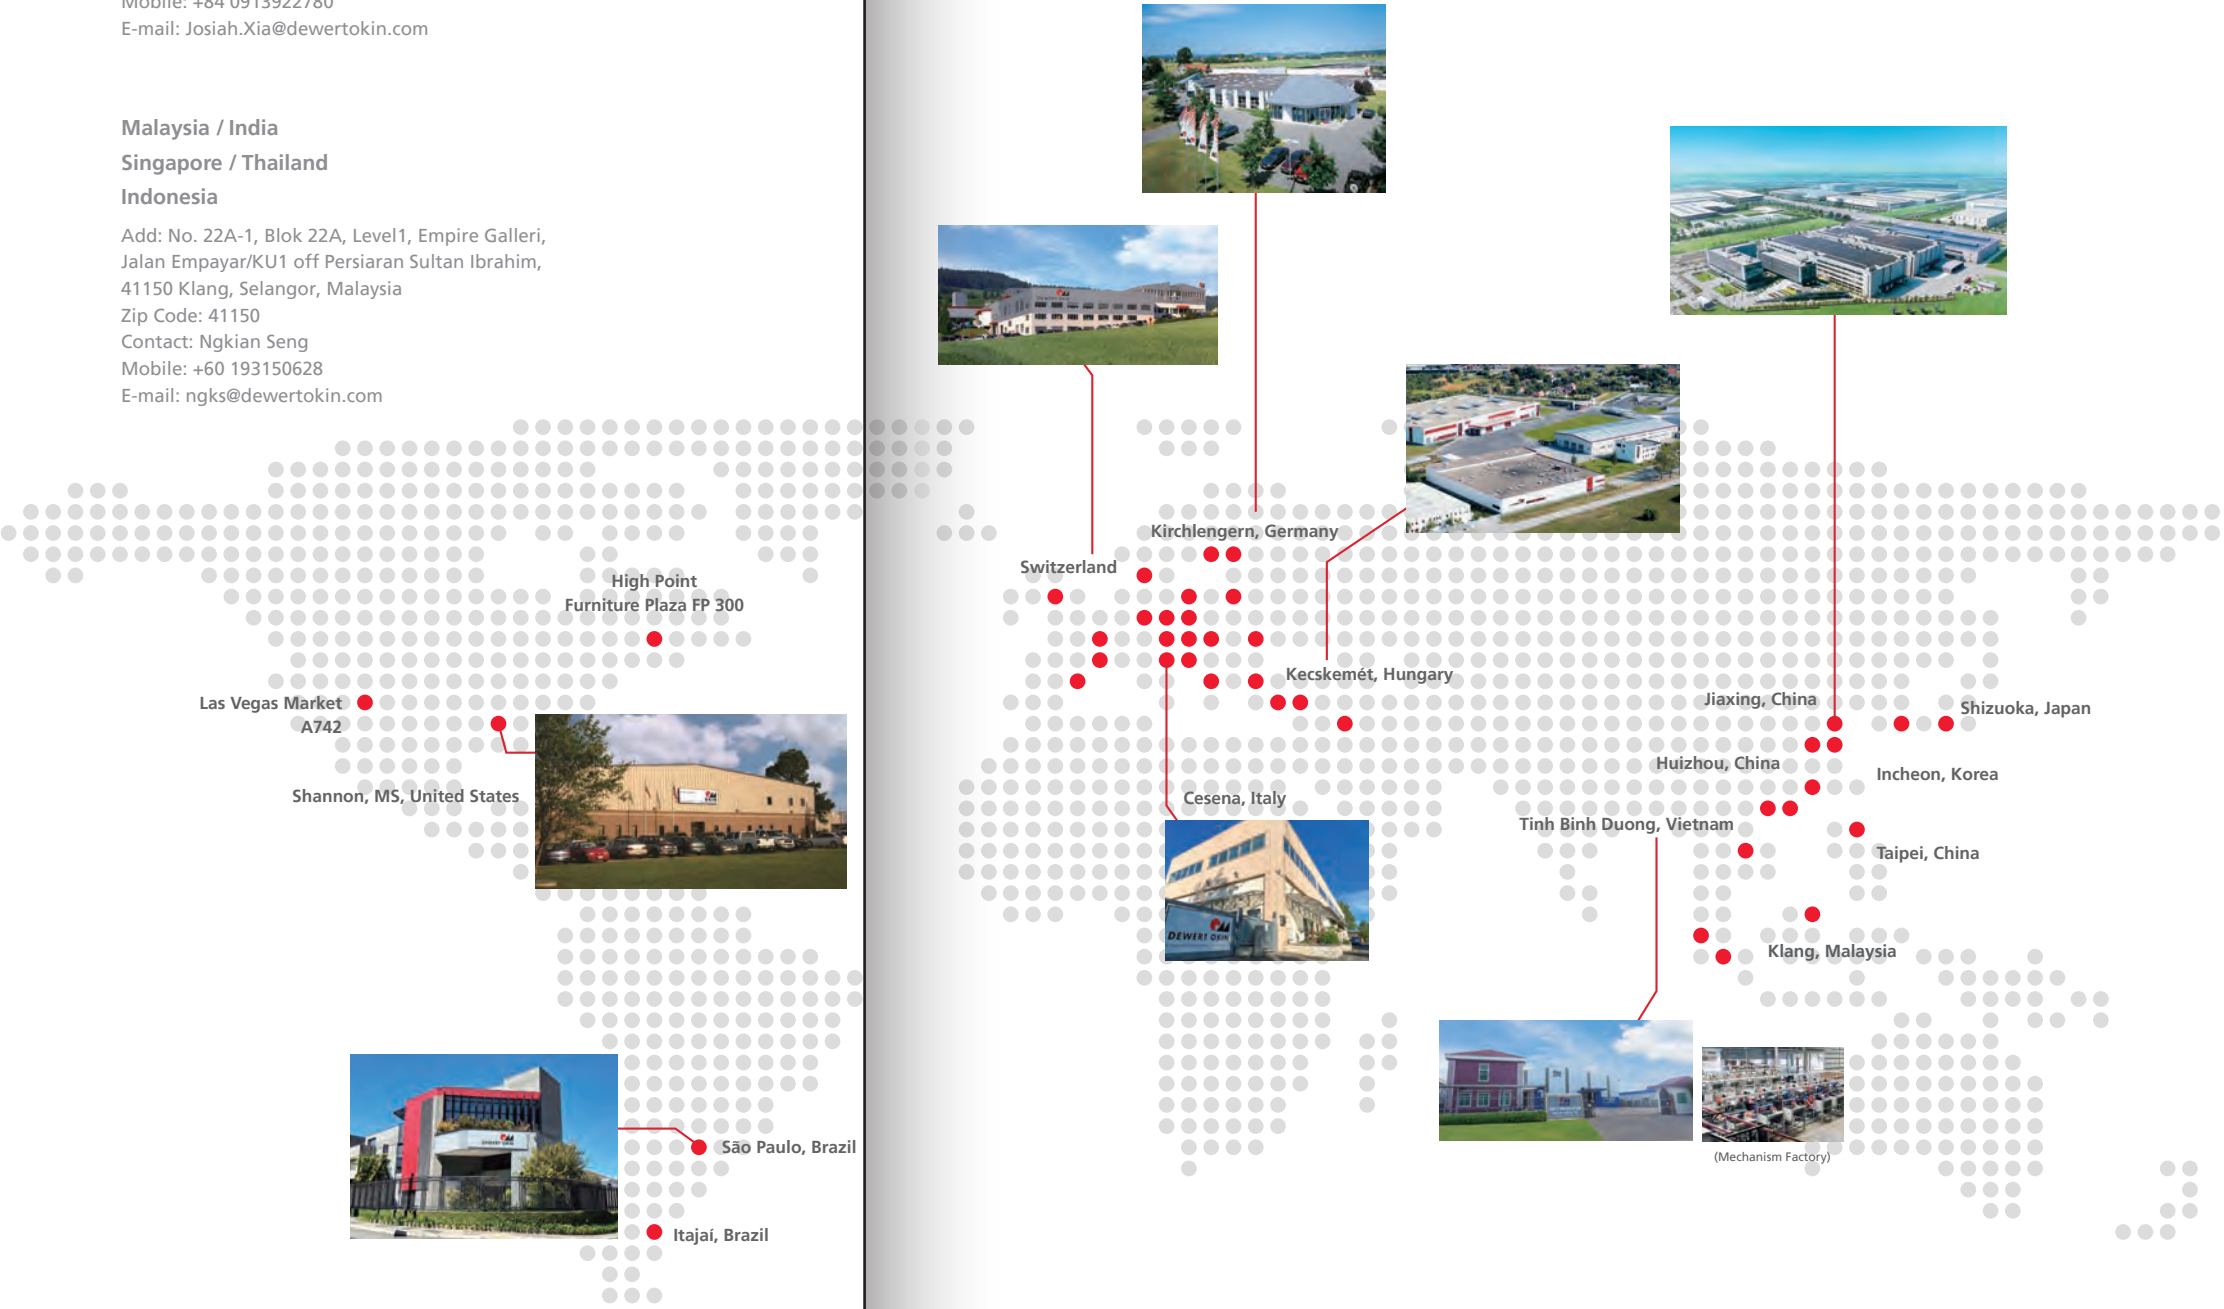 Mobile: +84 0913922780
E-mail: Josiah.Xia@dewertokin.com
Malaysia / India
Singapore / Thailand
Indonesia
Add: No. 22A-1, Blok 22A, Level1, Empire Galleri,
Jalan Empayar/KU1 off Persiaran Sultan Ibrahim,
41150 Klang, Selangor, Malaysia
Zip Code: 41150
Contact: Ngkian Seng
Mobile: +60 193150628
E-mail: ngks@dewertokin.com
High Point
Furniture Plaza FP 300
Las Vegas Market
A742
Shannon, MS, United States
São Paulo, Brazil
Itajaí, Brazil
Kirchlengern, Germany
Switzerland
Kecskemét, Hungary
Cesena, Italy
DEWERT OKIN
Jiaxing, China
Shizuoka, Japan
Huizhou, China
Incheon, Korea
Tinh Binh Duong, Vietnam
Taipei, China
Klang, Malaysia
(Mechanism Factory)